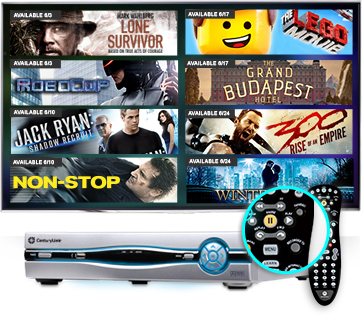 AVAILABLE 6/3
MARK WAHLBERG
LONE
SURVIVOR
BASED ON TRUE ACTS OF COURAGE
AVAILABLE 6/3
ROBOCOP
AVAILABLE 6/10
JACK RYAN:
SHADOW RECRUIT
AVAILABLE 6/10
NON-STOP
AVAILABLE 6/17
THE LEGO
MOVIE
AVAILABLE 6/17
THE
GRAND
BUDAPEST
HOTEL
AVAILABLE 6/24
300
RISE OF AN EMPIRE
AVAILABLE 6/24
WINTER'S
CenturyLink
MENU
LEARN